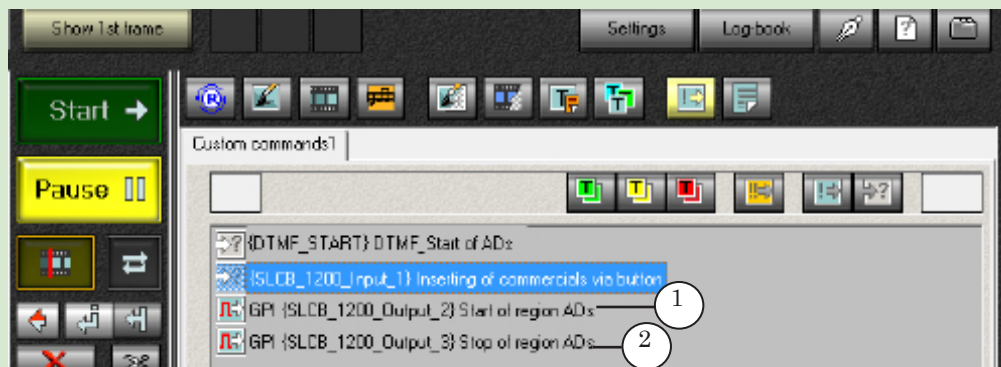 Show 1st frame
Settings
Log-book
Start
Custom commands1
Pause
{DTMF_START} DTMF_Start of ADs
{SLCB_1200_Input_1} Inserting of commercials via button
GPI {SLCB_1200_Output_2} Start of region ADs
1
GPI {SLCB_1200_Output_3} Stop of region ADs
2